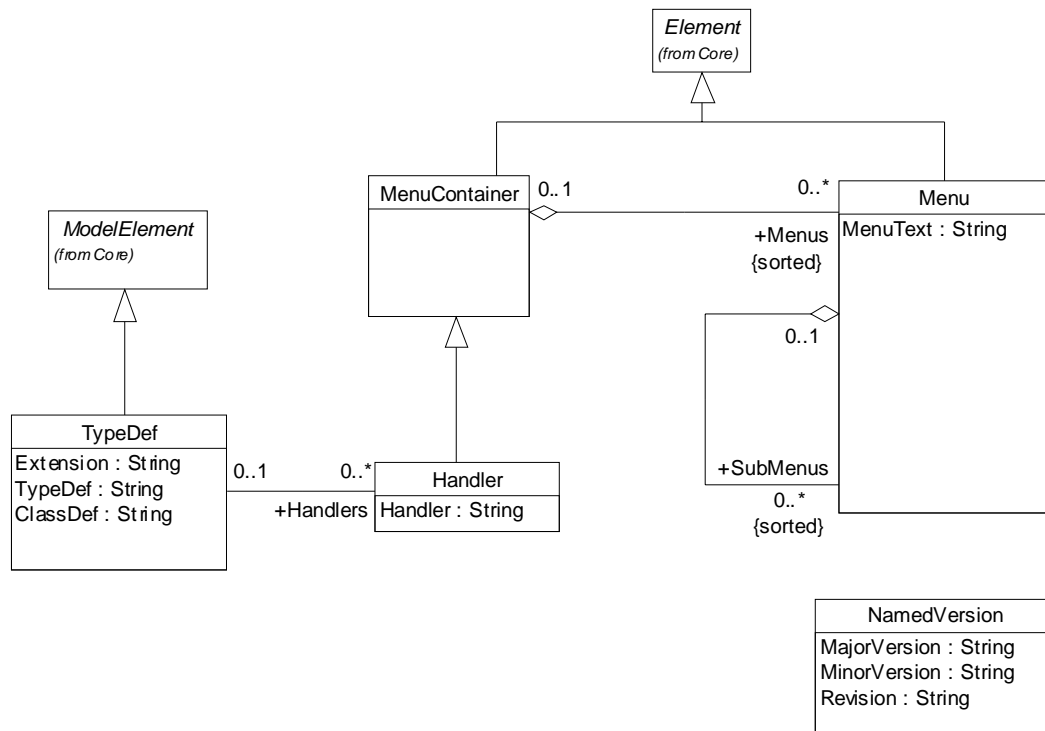 Element
(from Core)
MenuContainer
0..1
0..*
Menu
MenuText : String
+Menus
{sorted}
ModelElement
(from Core)
0..1
+SubMenus
0..*
{sorted}
TypeDef
Extension : String
TypeDef : String
ClassDef : String
0..1
0..*
+Handlers
Handler
Handler : String
NamedVersion
MajorVersion : String
MinorVersion : String
Revision : String